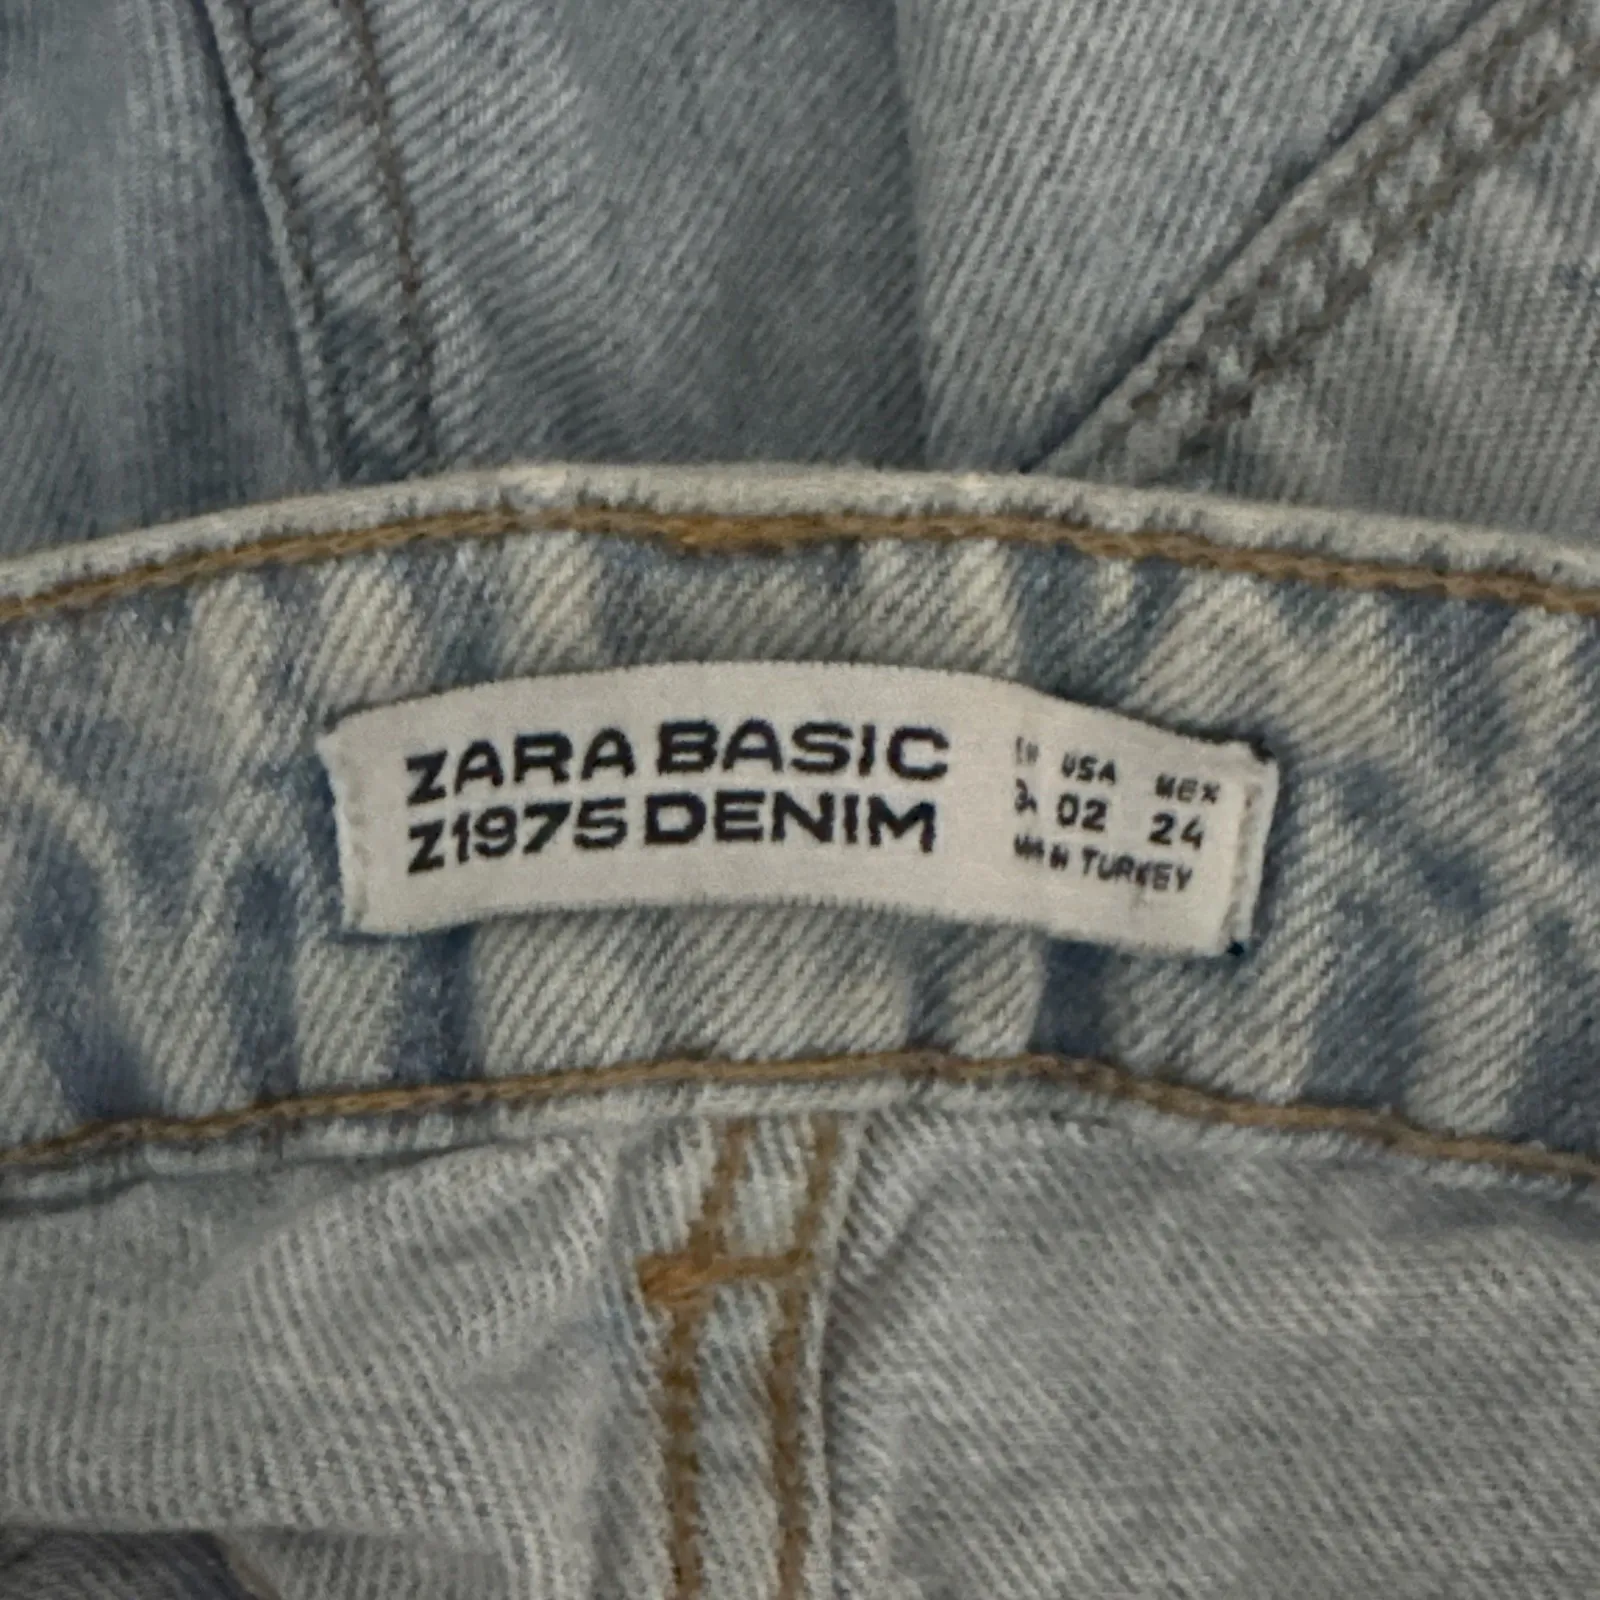 ZARA BASIC
Z1975 DENIM
USA MEX
02 24
TURKEY